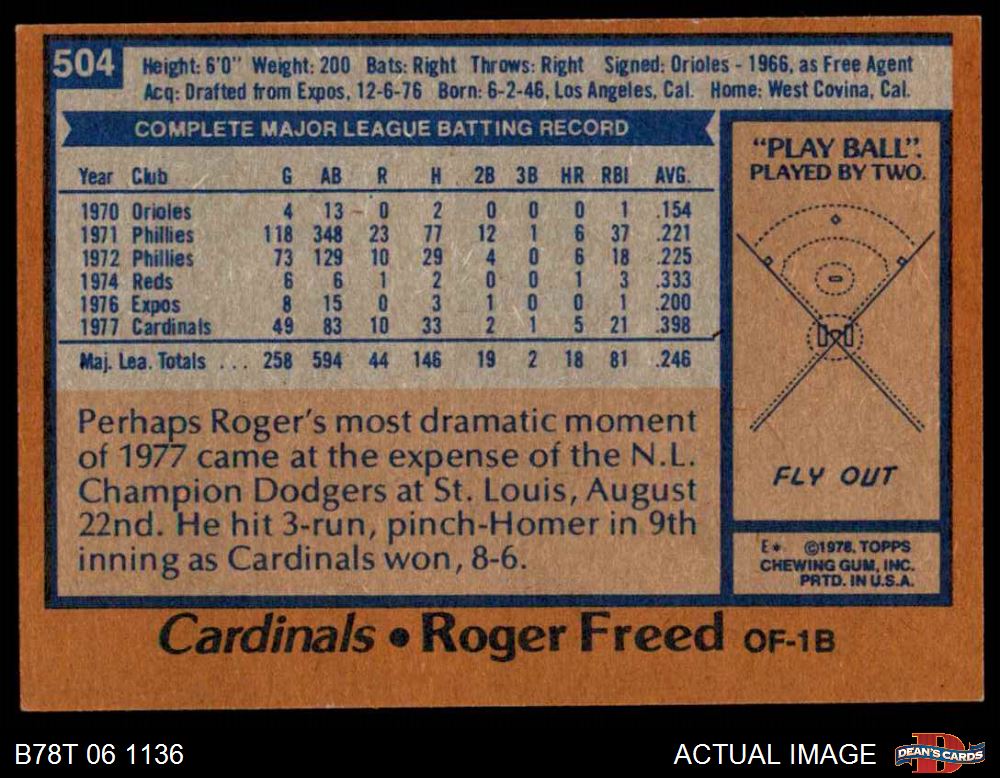 504
Height: 6'0" Weight: 200 Bats: Right Throws: Right Signed: Orioles - 1966, as Free Agent
Acq: Drafted from Expos, 12-6-76 Born: 6-2-46, Los Angeles, Cal. Home: West Covina, Cal.
COMPLETE MAJOR LEAGUE BATTING RECORD
Year Club G AB R H 2B 3B HR RBI AVG.
1970 Orioles 4 13 0 2 0 0 0 1 .154
1971 Phillies 118 348 23 77 12 1 6 37 .221
1972 Phillies 73 129 10 29 4 0 6 18 .225
1974 Reds 6 6 1 2 0 0 1 3 .333
1976 Expos 8 15 0 3 1 0 0 1 .200
1977 Cardinals 49 83 10 33 2 1 5 21 .398
Maj. Lea. Totals ... 258 594 44 146 19 2 18 81 .246
Perhaps Roger's most dramatic moment
of 1977 came at the expense of the N.L.
Champion Dodgers at St. Louis, August
22nd. He hit 3-run, pinch-Homer in 9th
inning as Cardinals won, 8-6.
"PLAY BALL".
PLAYED BY TWO.
FLY OUT
E* ©1978, TOPPS
CHEWING GUM, INC.
PRTD. IN U.S.A.
Cardinals • Roger Freed OF-1B
B78T 06 1136
ACTUAL IMAGE
DEAN'S CARDS